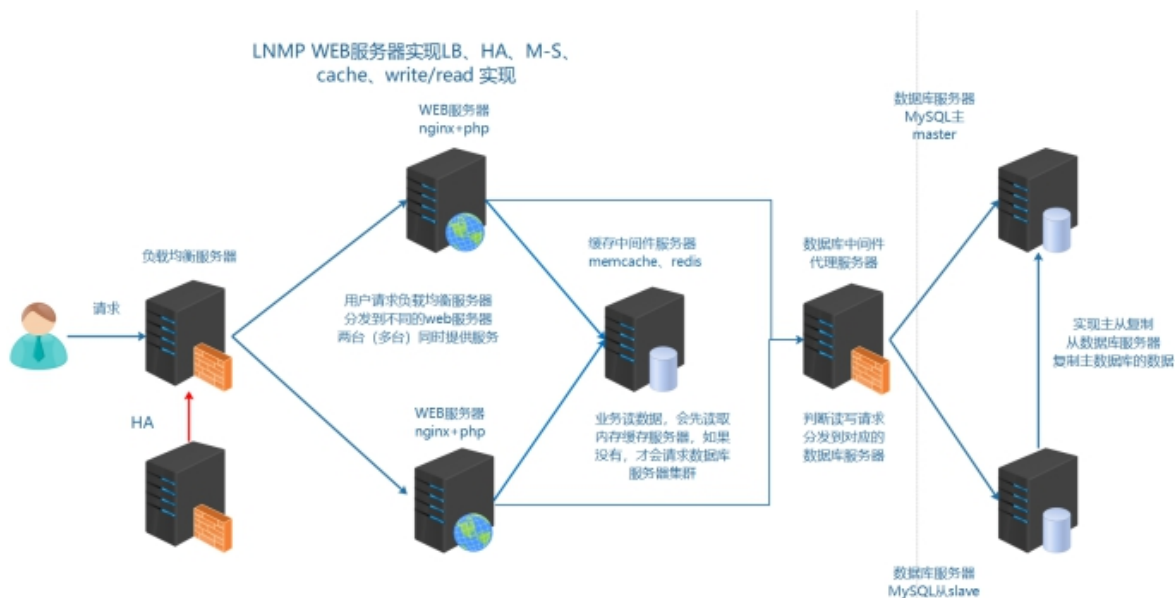 LNMP WEB服务器实现LB、HA、M-S、
cache、write/read 实现
WEB服务器
nginx+php
数据库服务器
MySQL主
master
负载均衡服务器
缓存中间件服务器
memcache、redis
数据库中间件
代理服务器
请求
用户请求负载均衡服务器
分发到不同的web服务器
两台（多台）同时提供服务
实现主从复制
从数据库服务器
复制主数据库的数据
HA
WEB服务器
nginx+php
业务读数据，会先读取
内存缓存服务器，如果
没有，才会请求数据库
服务器集群
判断读写请求
分发到对应的
数据库服务器
数据库服务器
MySQL从slave